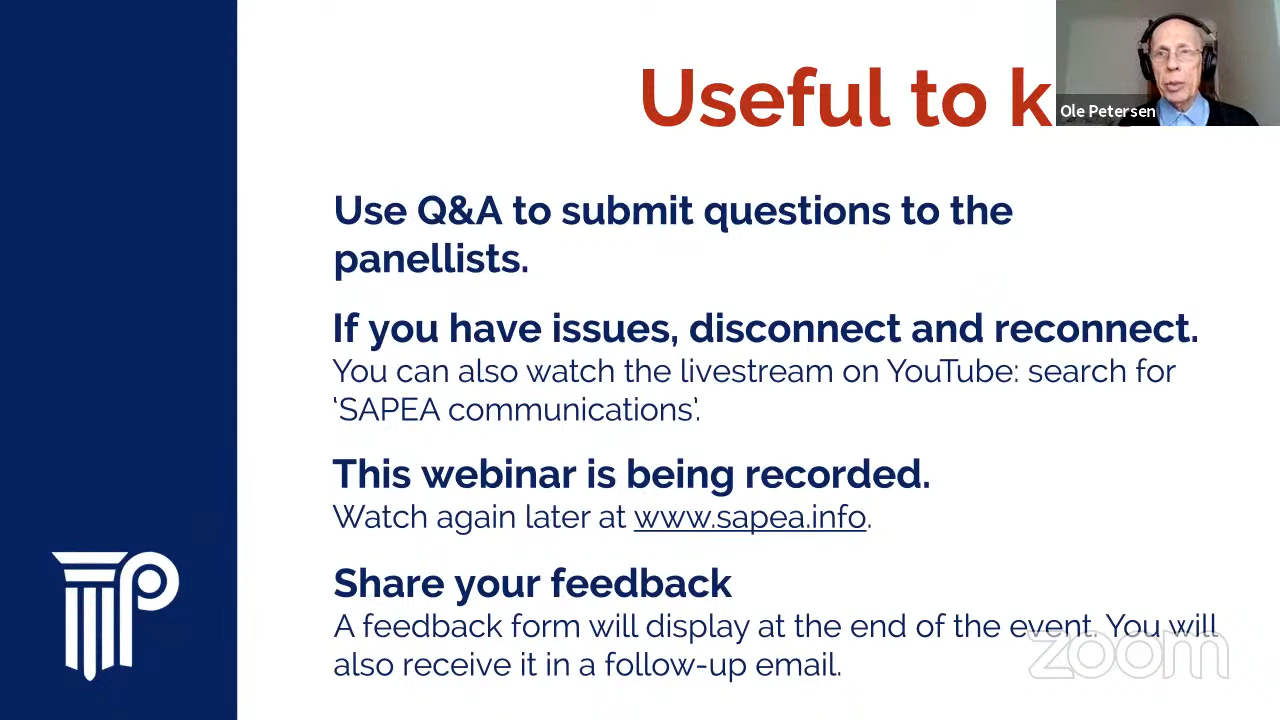 Useful to k
Ole Petersen
Use Q&A to submit questions to the
panellists.
If you have issues, disconnect and reconnect.
You can also watch the livestream on YouTube: search for
‘SAPEA communications’.
This webinar is being recorded.
Watch again later at www.sapea.info.
Share your feedback
A feedback form will display at the end of the event. You will
also receive it in a follow-up email.
zoom